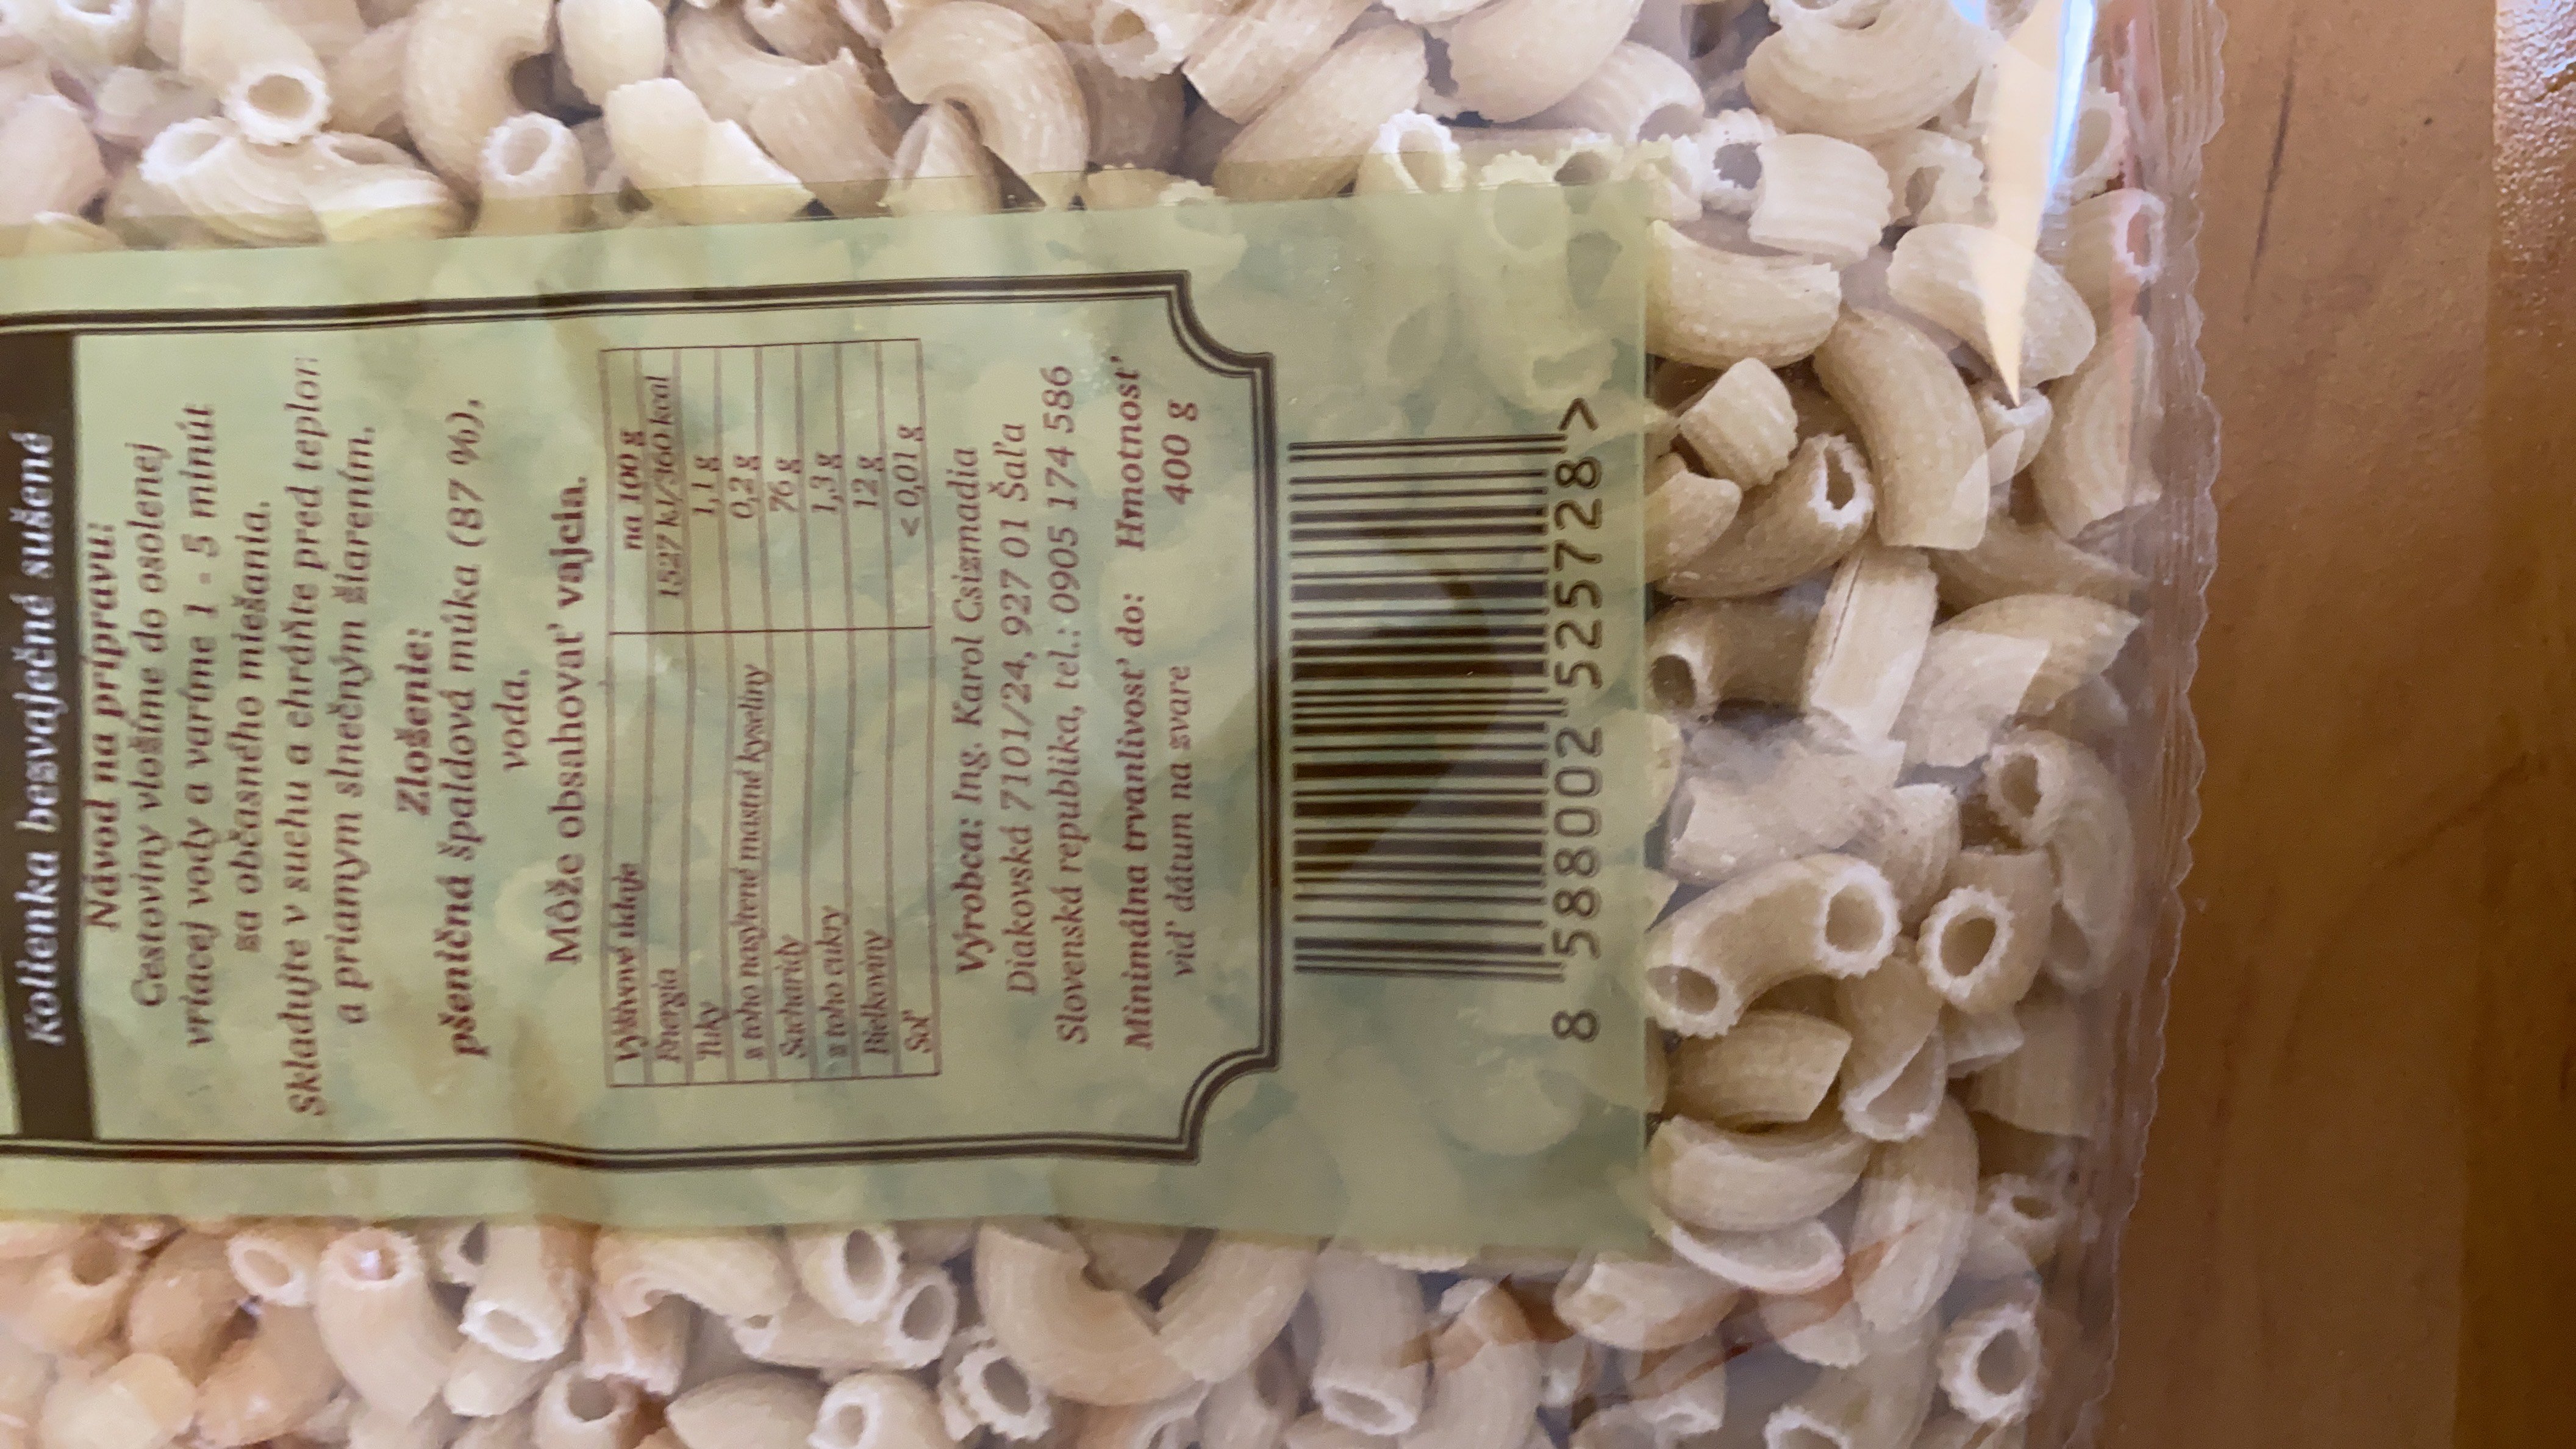 Kolienka bezvaječné sušené
Návod na prípravu:
Cestoviny vložíme do osolenej
vriacej vody a varíme 1 - 5 minút
za občasného miešania.
Skladujte v suchu a chráňte pred teplom
a priamym slnečným žiarením.
Zloženie:
pšeničná špaldová múka (87 %),
voda.
Môže obsahovať vajcia.
Výživové údaje na 100 g
Energia 1527 kJ/360 kcal
Tuky 1,1 g
z toho nasýtené mastné kyseliny 0,2 g
Sacharidy 76 g
z toho cukry 1,3 g
Bielkoviny 12 g
Soľ < 0,01 g
Výrobca: Ing. Karol Csizmadia
Diakovská 7101/24, 927 01 Šaľa
Slovenská republika, tel.: 0905 174 586
Minimálna trvanlivosť do: Hmotnosť
viď dátum na zvare 400 g
8 588002 525728 >